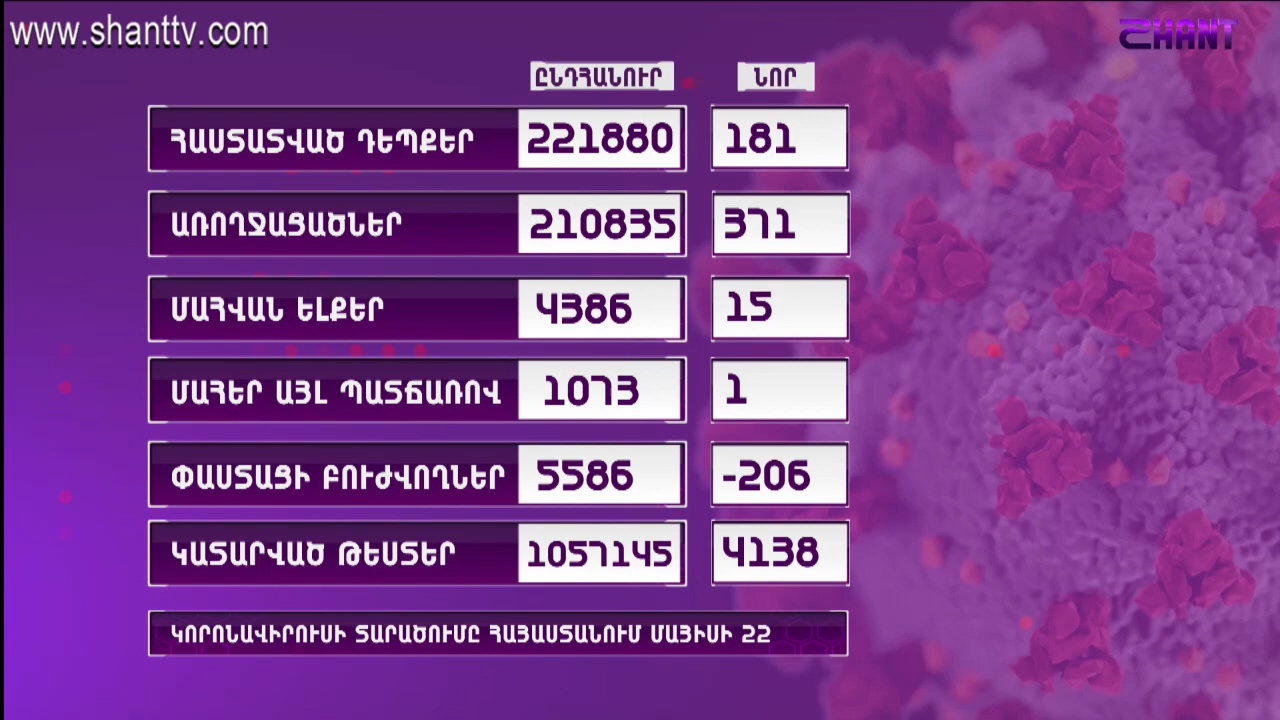 www.shanttv.com
SHANT
ԸՆԴՀԱՆՈՒՐ ՆՈՐ
ՀԱՍՏԱՏՎԱԾ ԴԵՊՔԵՐ 221880 181
ԱՌՈՂՋԱՑԱԾՆԵՐ 210835 371
ՄԱՀՎԱՆ ԵԼՔԵՐ 4386 15
ՄԱՀԵՐ ԱՅԼ ՊԱՏՃԱՌՈՎ 1073 1
ՓԱՍՏԱՑԻ ԲՈՒԺՎՈՂՆԵՐ 5586 -206
ԿԱՏԱՐՎԱԾ ԹԵՍՏԵՐ 1057145 4138
ԿՈՐՈՆԱՎԻՐՈՒՍԻ ՏԱՐԱԾՈՒՄԸ ՀԱՅԱՍՏԱՆՈՒՄ ՄԱՅԻՍԻ 22